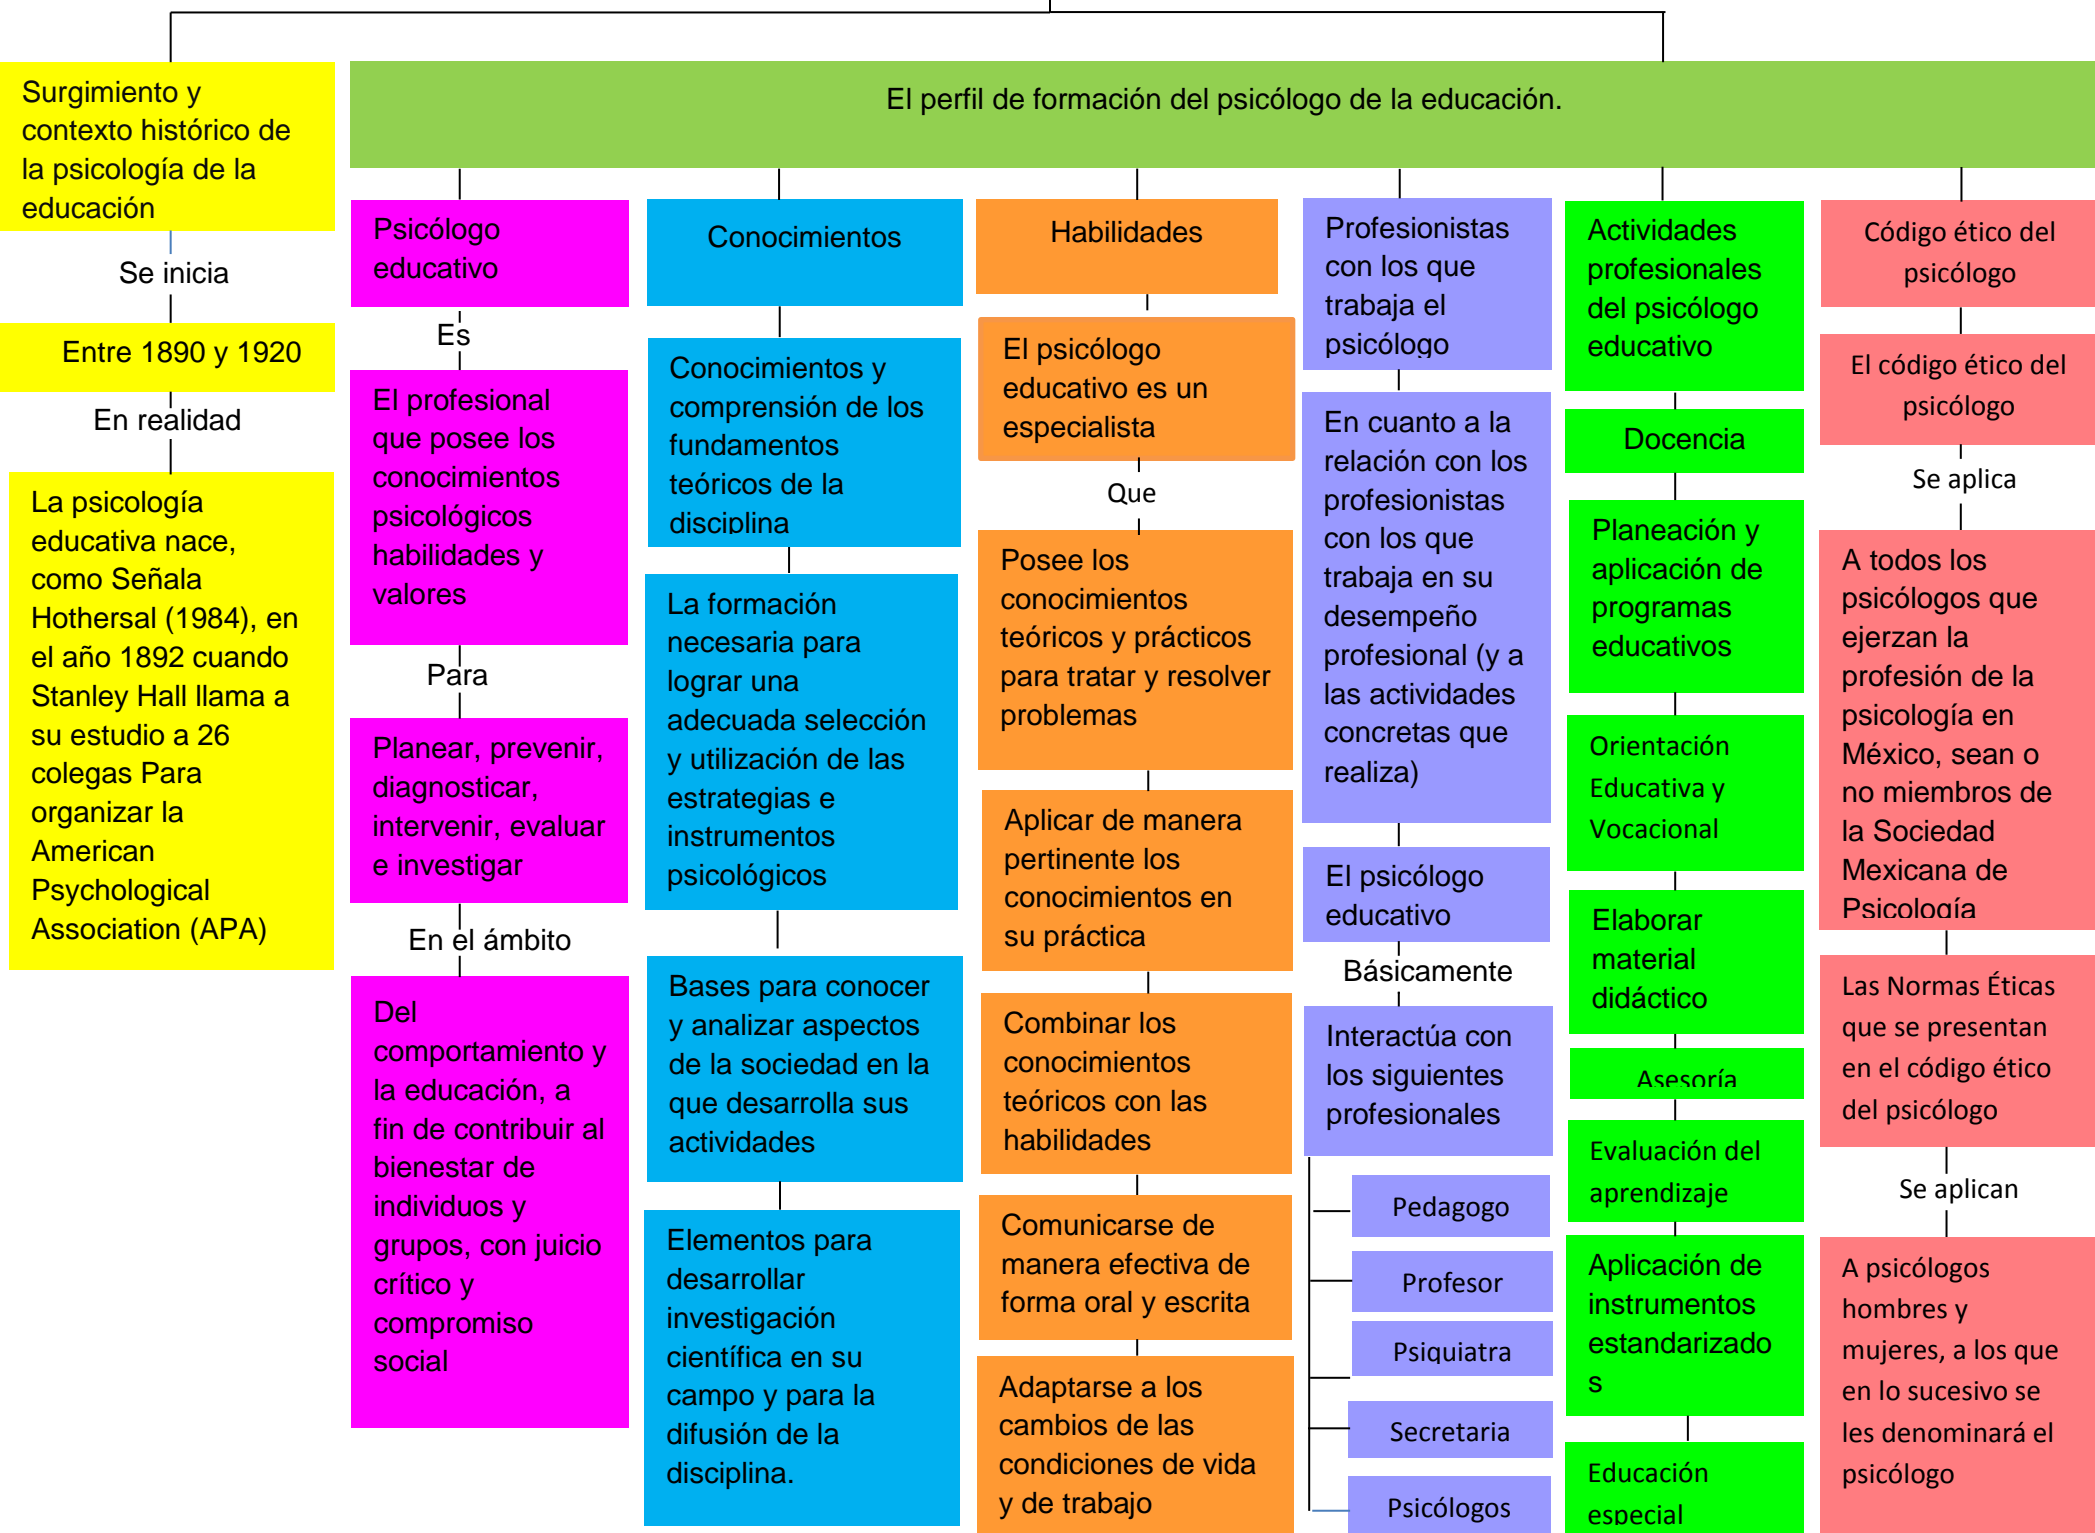 Surgimiento y
contexto histórico de
la psicología de la
educación
Se inicia
Entre 1890 y 1920
En realidad
La psicología
educativa nace,
como Señala
Hothersal (1984), en
el año 1892 cuando
Stanley Hall llama a
su estudio a 26
colegas Para
organizar la
American
Psychological
Association (APA)
El perfil de formación del psicólogo de la educación.
Psicólogo
educativo
Es
El profesional
que posee los
conocimientos
psicológicos
habilidades y
valores
Para
Planear, prevenir,
diagnosticar,
intervenir, evaluar
e investigar
En el ámbito
Del
comportamiento y
la educación, a
fin de contribuir al
bienestar de
individuos y
grupos, con juicio
crítico y
compromiso
social
Conocimientos
Conocimientos y
comprensión de los
fundamentos
teóricos de la
disciplina
La formación
necesaria para
lograr una
adecuada selección
y utilización de las
estrategias e
instrumentos
psicológicos
Bases para conocer
y analizar aspectos
de la sociedad en la
que desarrolla sus
actividades
Elementos para
desarrollar
investigación
científica en su
campo y para la
difusión de la
disciplina.
Habilidades
El psicólogo
educativo es un
especialista
Que
Posee los
conocimientos
teóricos y prácticos
para tratar y resolver
problemas
Aplicar de manera
pertinente los
conocimientos en
su práctica
Combinar los
conocimientos
teóricos con las
habilidades
Comunicarse de
manera efectiva de
forma oral y escrita
Adaptarse a los
cambios de las
condiciones de vida
y de trabajo
Profesionistas
con los que
trabaja el
psicólogo
En cuanto a la
relación con los
profesionistas
con los que
trabaja en su
desempeño
profesional (y a
las actividades
concretas que
realiza)
El psicólogo
educativo
Básicamente
Interactúa con
los siguientes
profesionales
Pedagogo
Profesor
Psiquiatra
Secretaria
Psicólogos
Actividades
profesionales
del psicólogo
educativo
Docencia
Planeación y
aplicación de
programas
educativos
Orientación
Educativa y
Vocacional
Elaborar
material
didáctico
Asesoría
Evaluación del
aprendizaje
Aplicación de
instrumentos
estandarizado
s
Educación
especial
Código ético del
psicólogo
El código ético del
psicólogo
Se aplica
A todos los
psicólogos que
ejerzan la
profesión de la
psicología en
México, sean o
no miembros de
la Sociedad
Mexicana de
Psicología
Las Normas Éticas
que se presentan
en el código ético
del psicólogo
Se aplican
A psicólogos
hombres y
mujeres, a los que
en lo sucesivo se
les denominará el
psicólogo